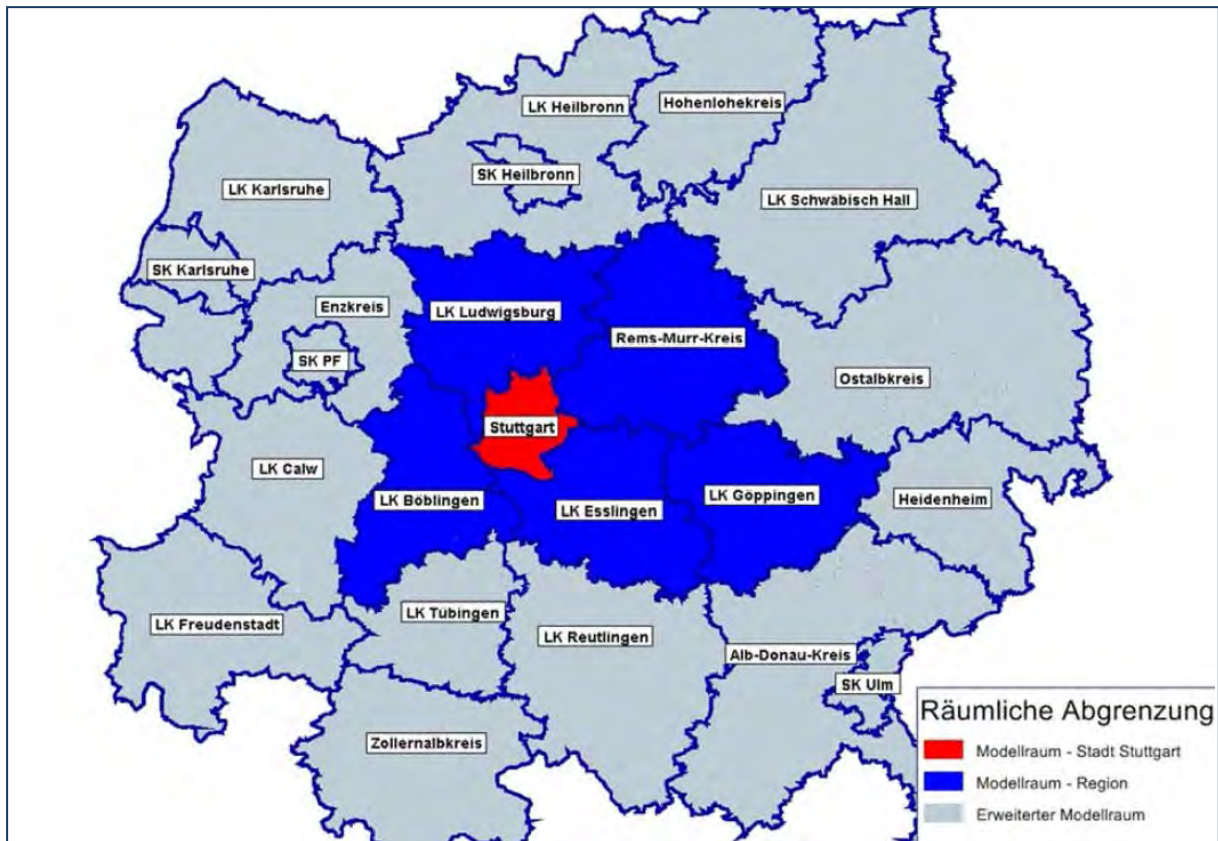 LK Heilbronn
Hohenlohekreis
SK Heilbronn
LK Karlsruhe
LK Schwäbisch Hall
SK Karlsruhe
Enzkreis
LK Ludwigsburg
Rems-Murr-Kreis
SK PF
Ostalbkreis
Stuttgart
LK Calw
LK Böblingen
LK Esslingen
LK Göppingen
Heidenheim
LK Tübingen
LK Freudenstadt
LK Reutlingen
Alb-Donau-Kreis
SK Ulm
Zollernalbkreis
Räumliche Abgrenzung
Modellraum - Stadt Stuttgart
Modellraum - Region
Erweiterter Modellraum